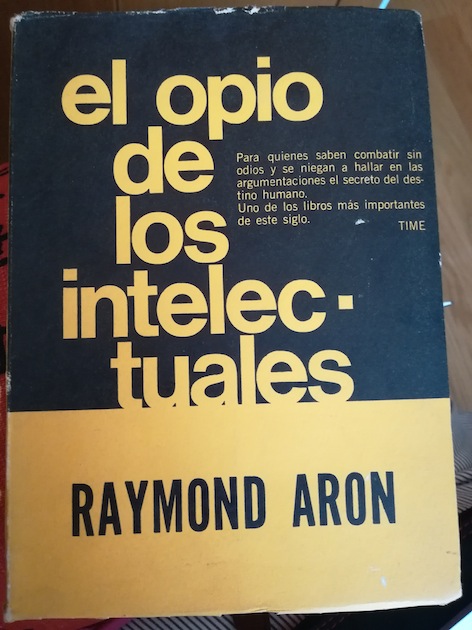 el opio
de
los
intelec·
tuales
Para quienes saben combatir sin
odios y se niegan a hallar en las
argumentaciones el secreto del des-
tino humano.
Uno de los libros más importantes
de este siglo.
TIME
RAYMOND ARON